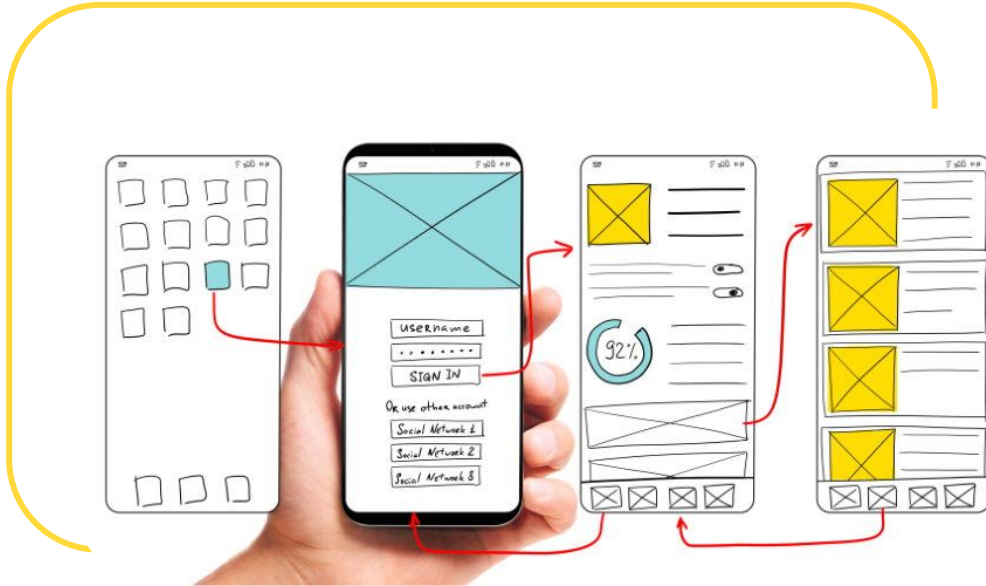 Username
SIGN IN
Or use other account
Social Network 1
Social Network 2
Social Network 3
92%